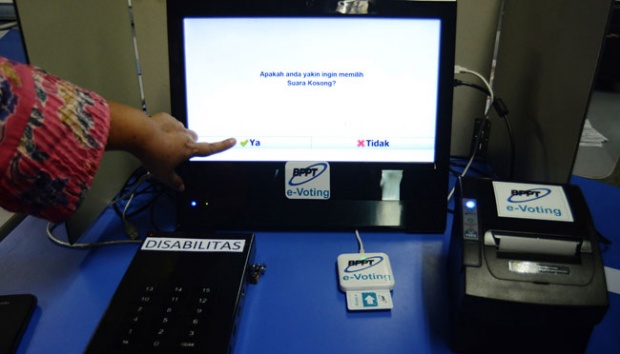 Apakah anda yakin ingin memilih
Suara Kosong?
Ya
Tidak
BPPT
e-Voting
DISABILITAS
BPPT
e-Voting
BPPT
e-Voting